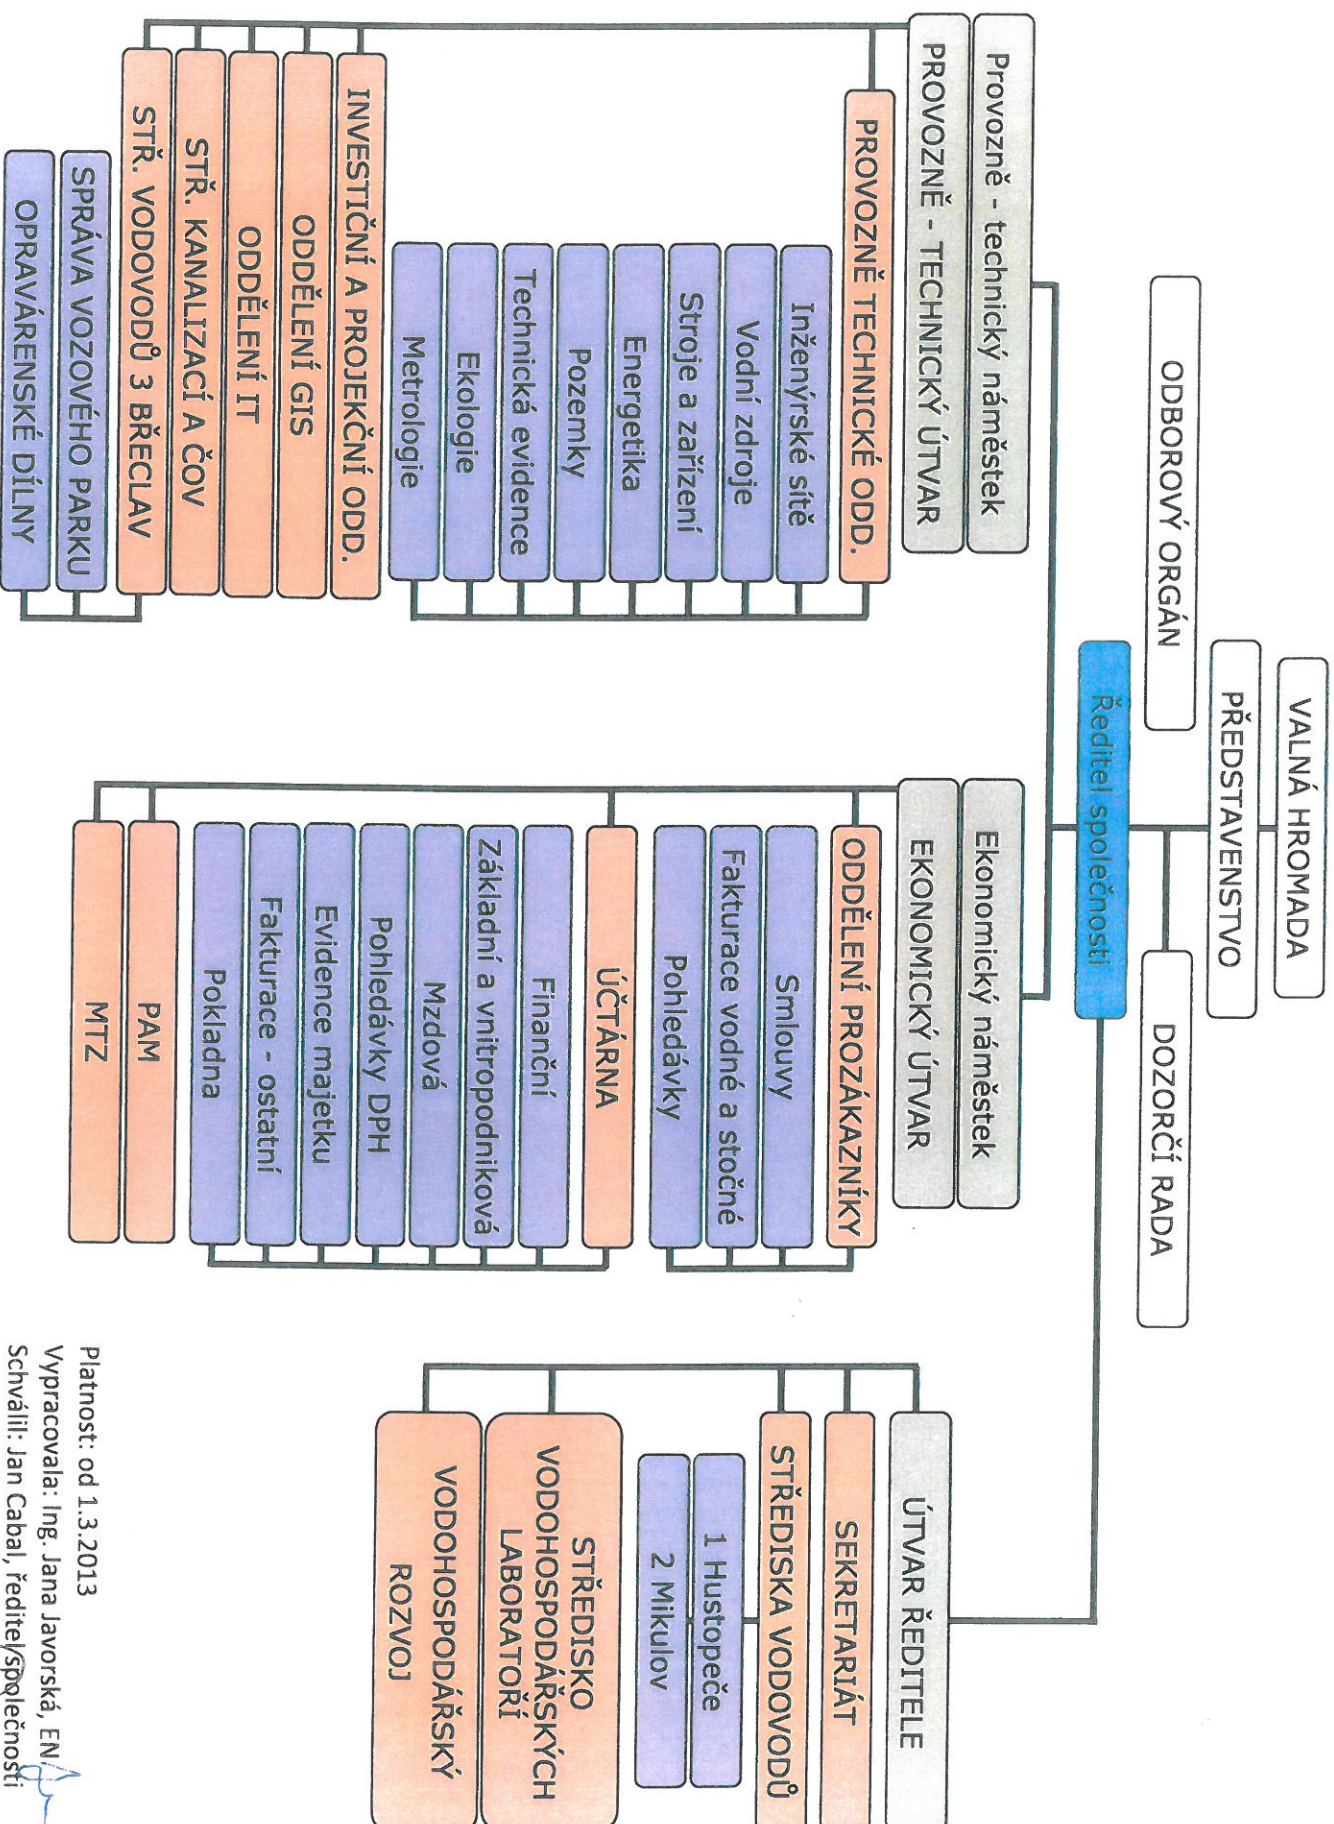 VALNÁ HROMADA
PŘEDSTAVENSTVO
ODBOROVÝ ORGÁN
DOZORČÍ RADA
Ředitel společnosti
Provozně - technický náměstek
PROVOZNĚ - TECHNICKÝ ÚTVAR
PROVOZNĚ TECHNICKÉ ODD.
Inženýrské sítě
Vodní zdroje
Stroje a zařízení
Energetika
Pozemky
Technická evidence
Ekologie
Metrologie
INVESTIČNÍ A PROJEKČNÍ ODD.
ODDĚLENÍ GIS
ODDĚLENÍ IT
STŘ. KANALIZACÍ A ČOV
STŘ. VODOVODŮ 3 BŘECLAV
SPRÁVA VOZOVÉHO PARKU
OPRAVÁRENSKÉ DÍLNY
Ekonomický náměstek
EKONOMICKÝ ÚTVAR
ODDĚLENÍ PROZÁKAZNÍKY
Smlouvy
Fakturace vodné a stočné
Pohledávky
ÚČTÁRNA
Finanční
Základní a vnitropodniková
Mzdová
Pohledávky DPH
Evidence majetku
Fakturace - ostatní
Pokladna
PAM
MTZ
ÚTVAR ŘEDITELE
SEKRETARIÁT
STŘEDISKA VODOVODŮ
1 Hustopeče
2 Mikulov
STŘEDISKO
VODOHOSPODÁŘSKÝCH
LABORATOŘÍ
VODOHOSPODÁŘSKÝ
ROZVOJ
Platnost: od 1.3.2013
Vypracovala: Ing. Jana Javorská, EN
Schválil: Jan Cabal, ředitel společnosti